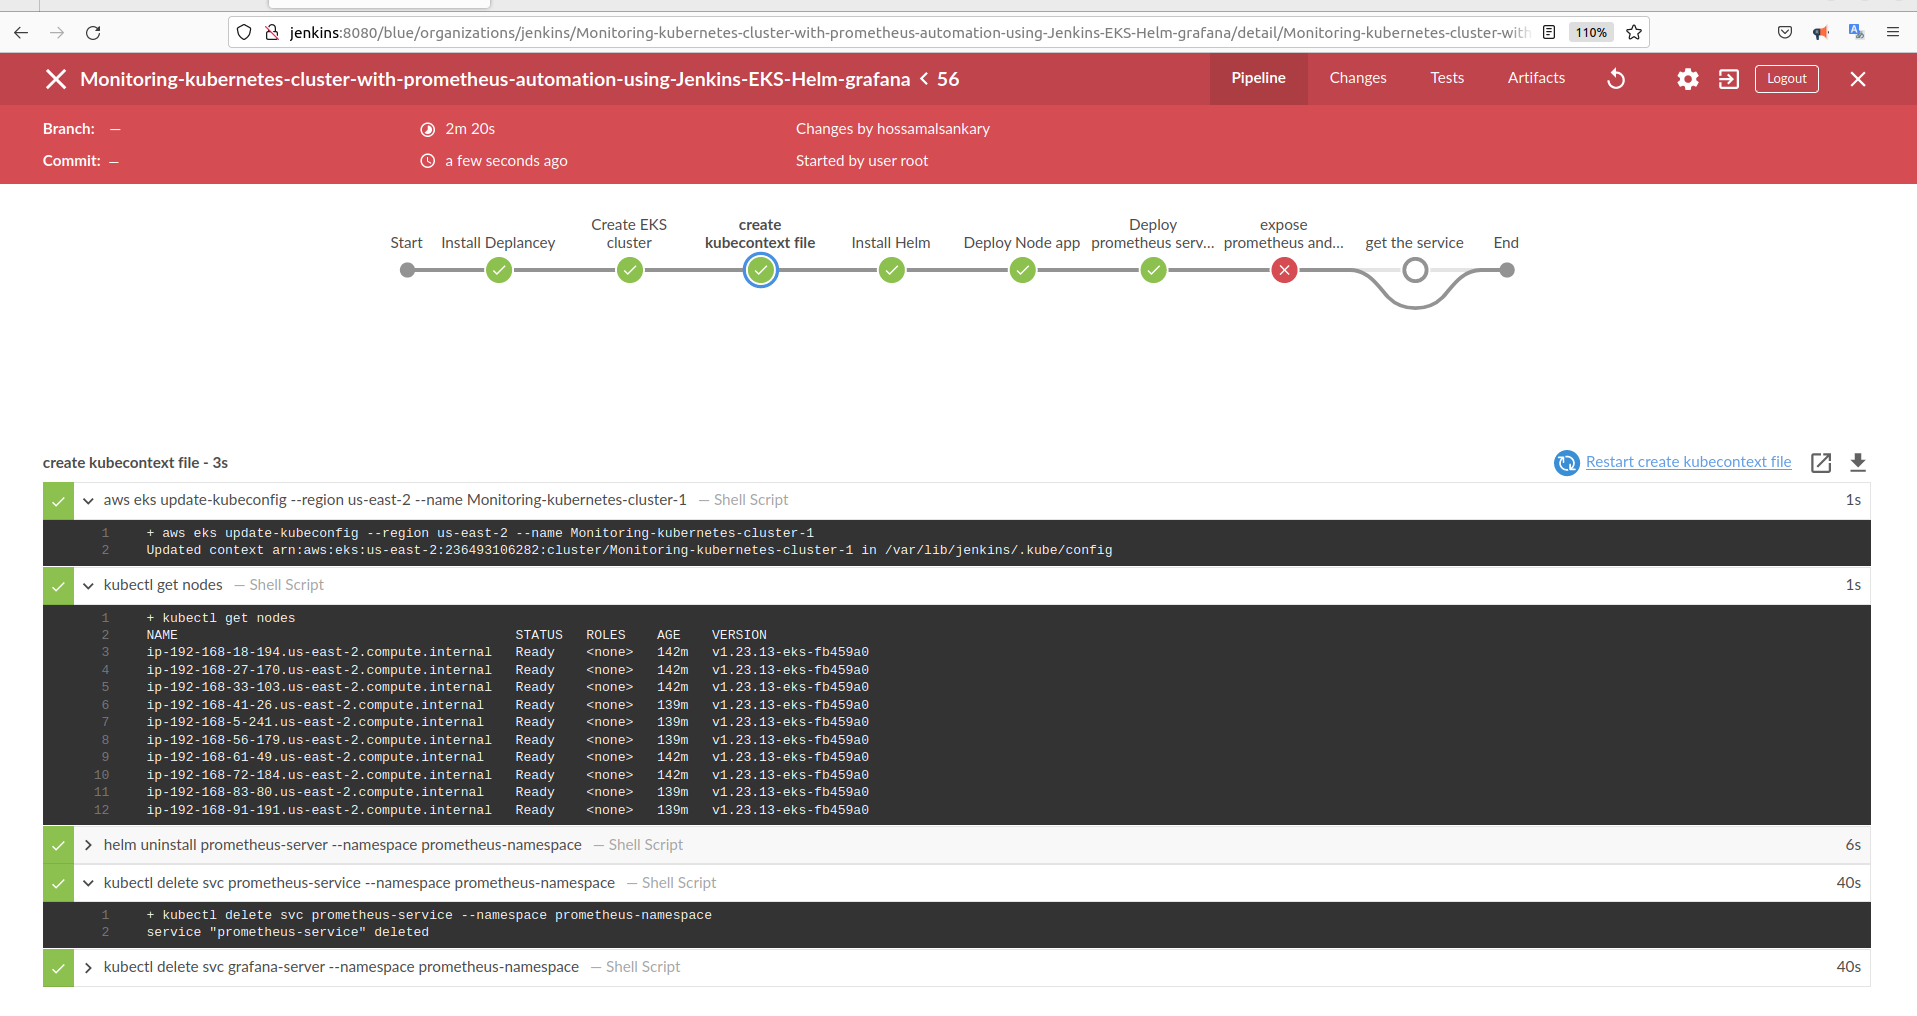 jenkins:8080/blue/organizations/jenkins/Monitoring-kubernetes-cluster-with-prometheus-automation-using-Jenkins-EKS-Helm-grafana/detail/Monitoring-kubernetes-cluster-with
110%
Monitoring-kubernetes-cluster-with-prometheus-automation-using-Jenkins-EKS-Helm-grafana < 56
Pipeline Changes Tests Artifacts Logout
Branch: — 2m 20s Changes by hossamalsankary
Commit: — a few seconds ago Started by user root
Start
Install Deplancey
Create EKS
cluster
create
kubecontext file
Install Helm
Deploy Node app
Deploy
prometheus serv...
expose
prometheus and...
get the service
End
create kubecontext file - 3s
Restart create kubecontext file
aws eks update-kubeconfig --region us-east-2 --name Monitoring-kubernetes-cluster-1 — Shell Script 1s
1 + aws eks update-kubeconfig --region us-east-2 --name Monitoring-kubernetes-cluster-1
2 Updated context arn:aws:eks:us-east-2:236493106282:cluster/Monitoring-kubernetes-cluster-1 in /var/lib/jenkins/.kube/config
kubectl get nodes — Shell Script 1s
1 + kubectl get nodes
2 NAME STATUS ROLES AGE VERSION
3 ip-192-168-18-194.us-east-2.compute.internal Ready <none> 142m v1.23.13-eks-fb459a0
4 ip-192-168-27-170.us-east-2.compute.internal Ready <none> 142m v1.23.13-eks-fb459a0
5 ip-192-168-33-103.us-east-2.compute.internal Ready <none> 142m v1.23.13-eks-fb459a0
6 ip-192-168-41-26.us-east-2.compute.internal Ready <none> 139m v1.23.13-eks-fb459a0
7 ip-192-168-5-241.us-east-2.compute.internal Ready <none> 139m v1.23.13-eks-fb459a0
8 ip-192-168-56-179.us-east-2.compute.internal Ready <none> 139m v1.23.13-eks-fb459a0
9 ip-192-168-61-49.us-east-2.compute.internal Ready <none> 142m v1.23.13-eks-fb459a0
10 ip-192-168-72-184.us-east-2.compute.internal Ready <none> 142m v1.23.13-eks-fb459a0
11 ip-192-168-83-80.us-east-2.compute.internal Ready <none> 139m v1.23.13-eks-fb459a0
12 ip-192-168-91-191.us-east-2.compute.internal Ready <none> 139m v1.23.13-eks-fb459a0
helm uninstall prometheus-server --namespace prometheus-namespace — Shell Script 6s
kubectl delete svc prometheus-service --namespace prometheus-namespace — Shell Script 40s
1 + kubectl delete svc prometheus-service --namespace prometheus-namespace
2 service "prometheus-service" deleted
kubectl delete svc grafana-server --namespace prometheus-namespace — Shell Script 40s